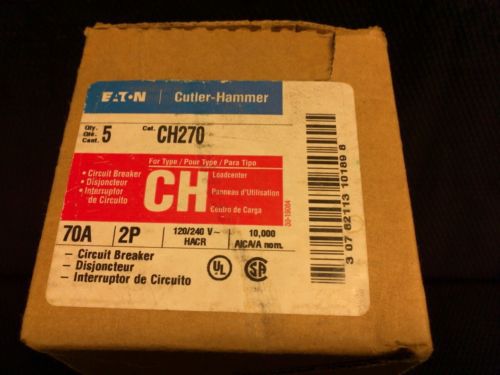 EATON | Cutler-Hammer
Qty.
Qté.
Cant.
5
Cat. CH270
For Type / Pour Type / Para Tipo
• Circuit Breaker
• Disjoncteur
• Interruptor
de Circuito
CH
Loadcenter
Panneau d'Utilisation
Centro de Carga
70A
2P
120/240 V~
HACR
10,000
AICA/A nom.
– Circuit Breaker
– Disjoncteur
– Interruptor de Circuito
UL
SA
3 07 82113 10189 8